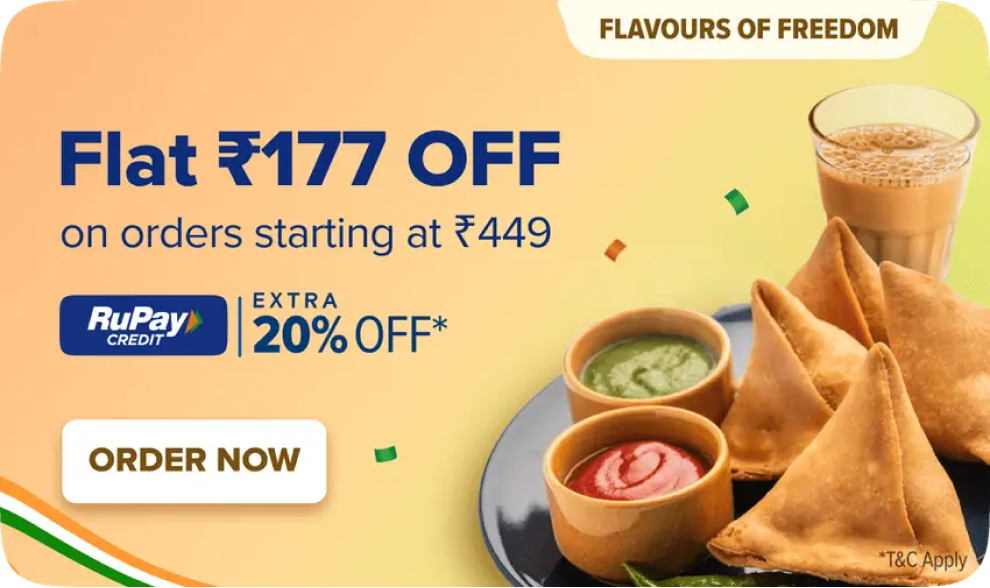 FLAVOURS OF FREEDOM
Flat ₹177 OFF
on orders starting at ₹449
RuPay
CREDIT
EXTRA
20% OFF*
ORDER NOW
*T&C Apply